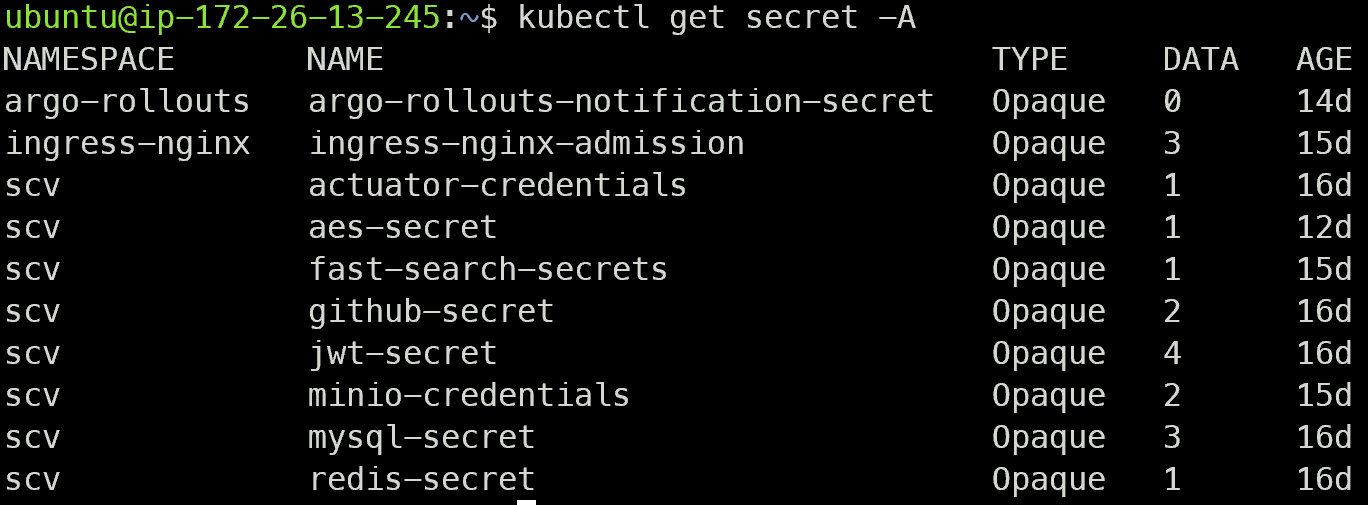 ubuntu@ip-172-26-13-245:~$ kubectl get secret -A
NAMESPACE NAME TYPE DATA AGE
argo-rollouts argo-rollouts-notification-secret Opaque 0 14d
ingress-nginx ingress-nginx-admission Opaque 3 15d
scv actuator-credentials Opaque 1 16d
scv aes-secret Opaque 1 12d
scv fast-search-secrets Opaque 1 15d
scv github-secret Opaque 2 16d
scv jwt-secret Opaque 4 16d
scv minio-credentials Opaque 2 15d
scv mysql-secret Opaque 3 16d
scv redis-secret Opaque 1 16d